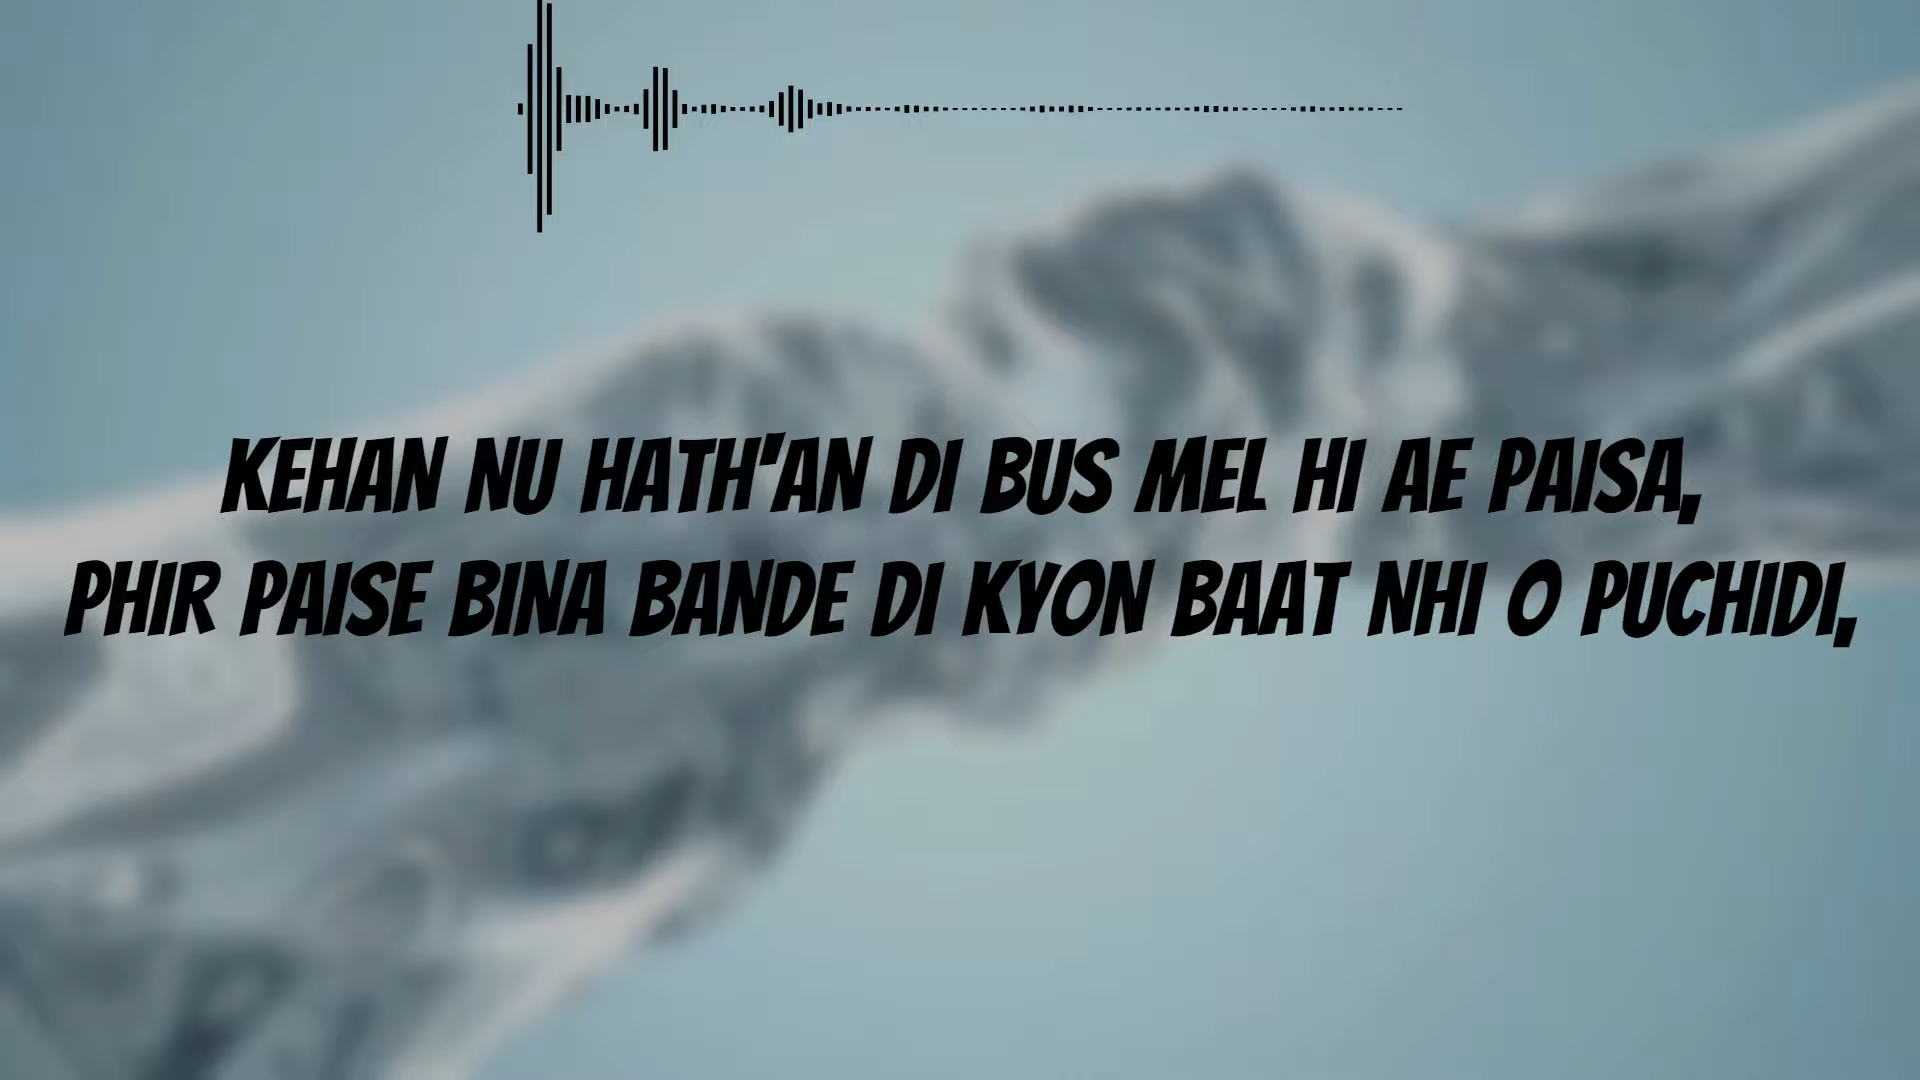 KEHAN NU HATH'AN DI BUS MEL HI AE PAISA,
PHIR PAISE BINA BANDE DI KYON BAAT NHI O PUCHIDI,